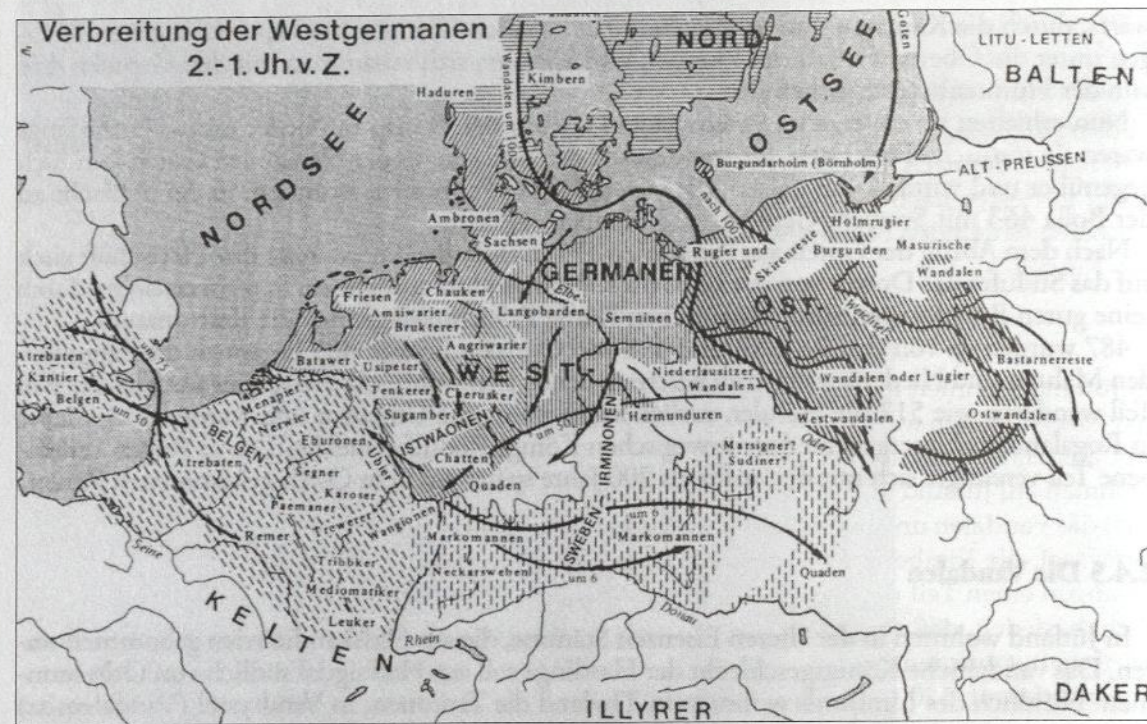 Verbreitung der Westgermanen
2.-1. Jh.v. Z.
NORDSEE
NORD-
OSTSEE
Goten
LITU-LETTEN
BALTEN
ALT-PREUSSEN
Wandalen um 100
Kimbern
Haduren
Burgundarholm (Börnholm)
nach 100
Ambronen
Sachsen
Holmrugier
GERMANEN
Rugier und
Skirenreste
Burgunden
Masurische
Wandalen
OST-
Weichsel
Friesen
Chauken
Elbe
Amsiwarier
Brukterer
Langobarden
Semninen
Angriwarier
Batawer
Usipeter
WEST-
Niederlausitzer
Wandalen
Wandalen oder Lugier
Bastarnerreste
Atrebaten
um 75
Kantier
Belgen
um 50
Menapier
Nerwier
Tenkerer
Cherusker
Sugamber
ISTWAONEN
um 50
Hermunduren
Westwandalen
Ostwandalen
Oder
BELGEN
Eburonen
Ubier
Chatten
IRMINONEN
Marsigner?
Sudiner?
Atrebaten
Segner
Karoser
Paemaner
Quaden
Trewerer
Wangionen
Remer
Seine
Markomannen
SWEBEN
um 6
Markomannen
Neckarsweben
um 6
Quaden
Tribbker
Mediomatiker
Leuker
Rhein
Donau
KELTEN
ILLYRER
DAKER